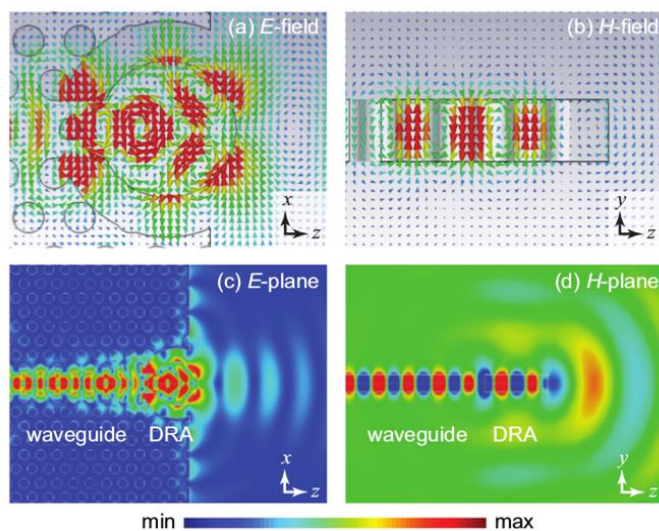 (a) E-field
(b) H-field
x
z
y
z
(c) E-plane
(d) H-plane
waveguide DRA
waveguide DRA
x
z
y
z
min max